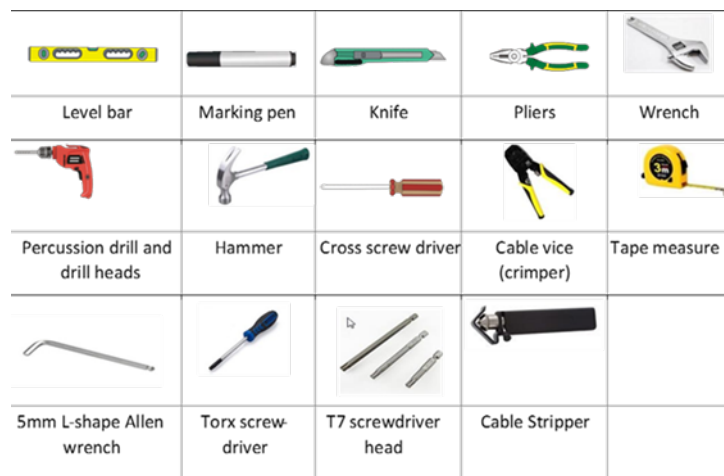 Level bar
Marking pen
Knife
Pliers
Wrench
3m
Percussion drill and
drill heads
Hammer
Cross screw driver
Cable vice
(crimper)
Tape measure
5mm L-shape Allen
wrench
Torx screw-
driver
T7 screwdriver
head
Cable Stripper